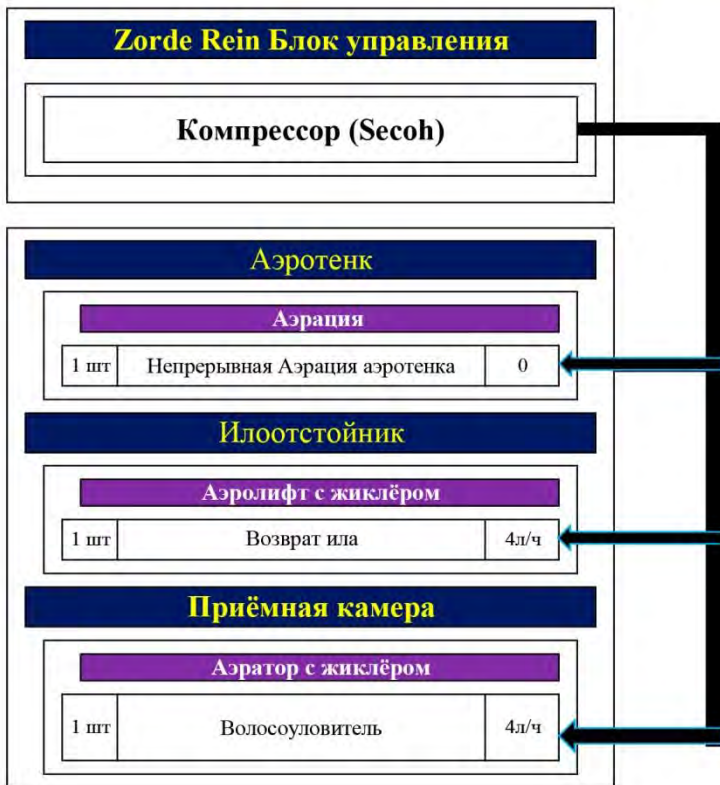 Zorde Rein Блок управления
Компрессор (Secoh)
Аэротенк
Аэрация
1 шт Непрерывная Аэрация аэротенка 0
Илоотстойник
Аэролифт с жиклёром
1 шт Возврат ила 4л/ч
Приёмная камера
Аэратор с жиклёром
1 шт Волосоуловитель 4л/ч